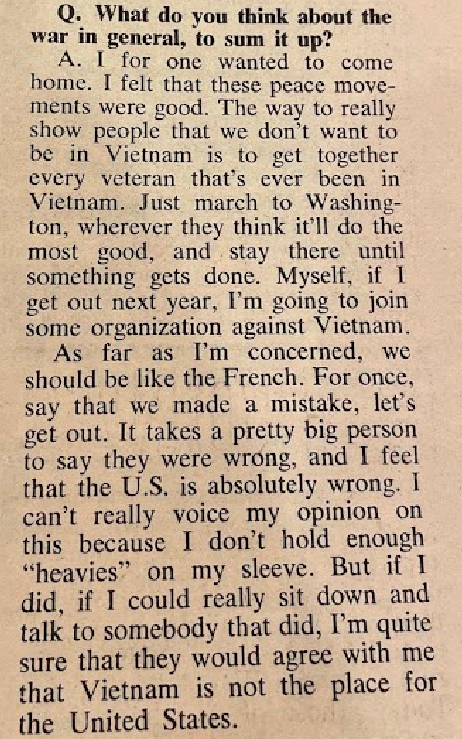 Q. What do you think about the
war in general, to sum it up?
A. I for one wanted to come
home. I felt that these peace move-
ments were good. The way to really
show people that we don't want to
be in Vietnam is to get together
every veteran that's ever been in
Vietnam. Just march to Washing-
ton, wherever they think it'll do the
most good, and stay there until
something gets done. Myself, if I
get out next year, I'm going to join
some organization against Vietnam.
As far as I'm concerned, we
should be like the French. For once,
say that we made a mistake, let's
get out. It takes a pretty big person
to say they were wrong, and I feel
that the U.S. is absolutely wrong. I
can't really voice my opinion on
this because I don't hold enough
“heavies” on my sleeve. But if I
did, if I could really sit down and
talk to somebody that did, I'm quite
sure that they would agree with me
that Vietnam is not the place for
the United States.